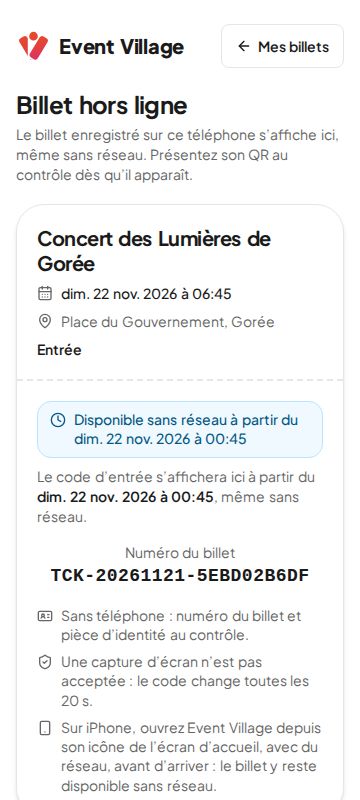 Event Village
Mes billets
Billet hors ligne
Le billet enregistré sur ce téléphone s’affiche ici,
même sans réseau. Présentez son QR au
contrôle dès qu’il apparaît.
Concert des Lumières de
Gorée
dim. 22 nov. 2026 à 06:45
Place du Gouvernement, Gorée
Entrée
Disponible sans réseau à partir du
dim. 22 nov. 2026 à 00:45
Le code d’entrée s’affichera ici à partir du
dim. 22 nov. 2026 à 00:45, même sans
réseau.
Numéro du billet
TCK-20261121-5EBD02B6DF
Sans téléphone : numéro du billet et
pièce d’identité au contrôle.
Une capture d’écran n’est pas
acceptée : le code change toutes les
20 s.
Sur iPhone, ouvrez Event Village depuis
son icône de l’écran d’accueil, avec du
réseau, avant d’arriver : le billet y reste
disponible sans réseau.